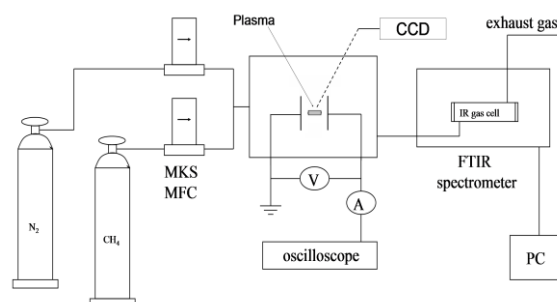 Plasma
CCD
exhaust gas
IR gas cell
MKS
MFC
FTIR
spectrometer
V
A
N2
CH4
oscilloscope
PC